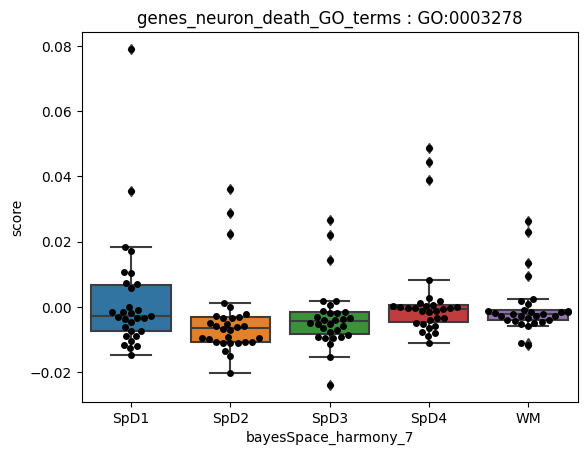 genes_neuron_death_GO_terms : GO:0003278
0.08
0.06
0.04
0.02
0.00
−0.02
score
SpD1 SpD2 SpD3 SpD4 WM
bayesSpace_harmony_7